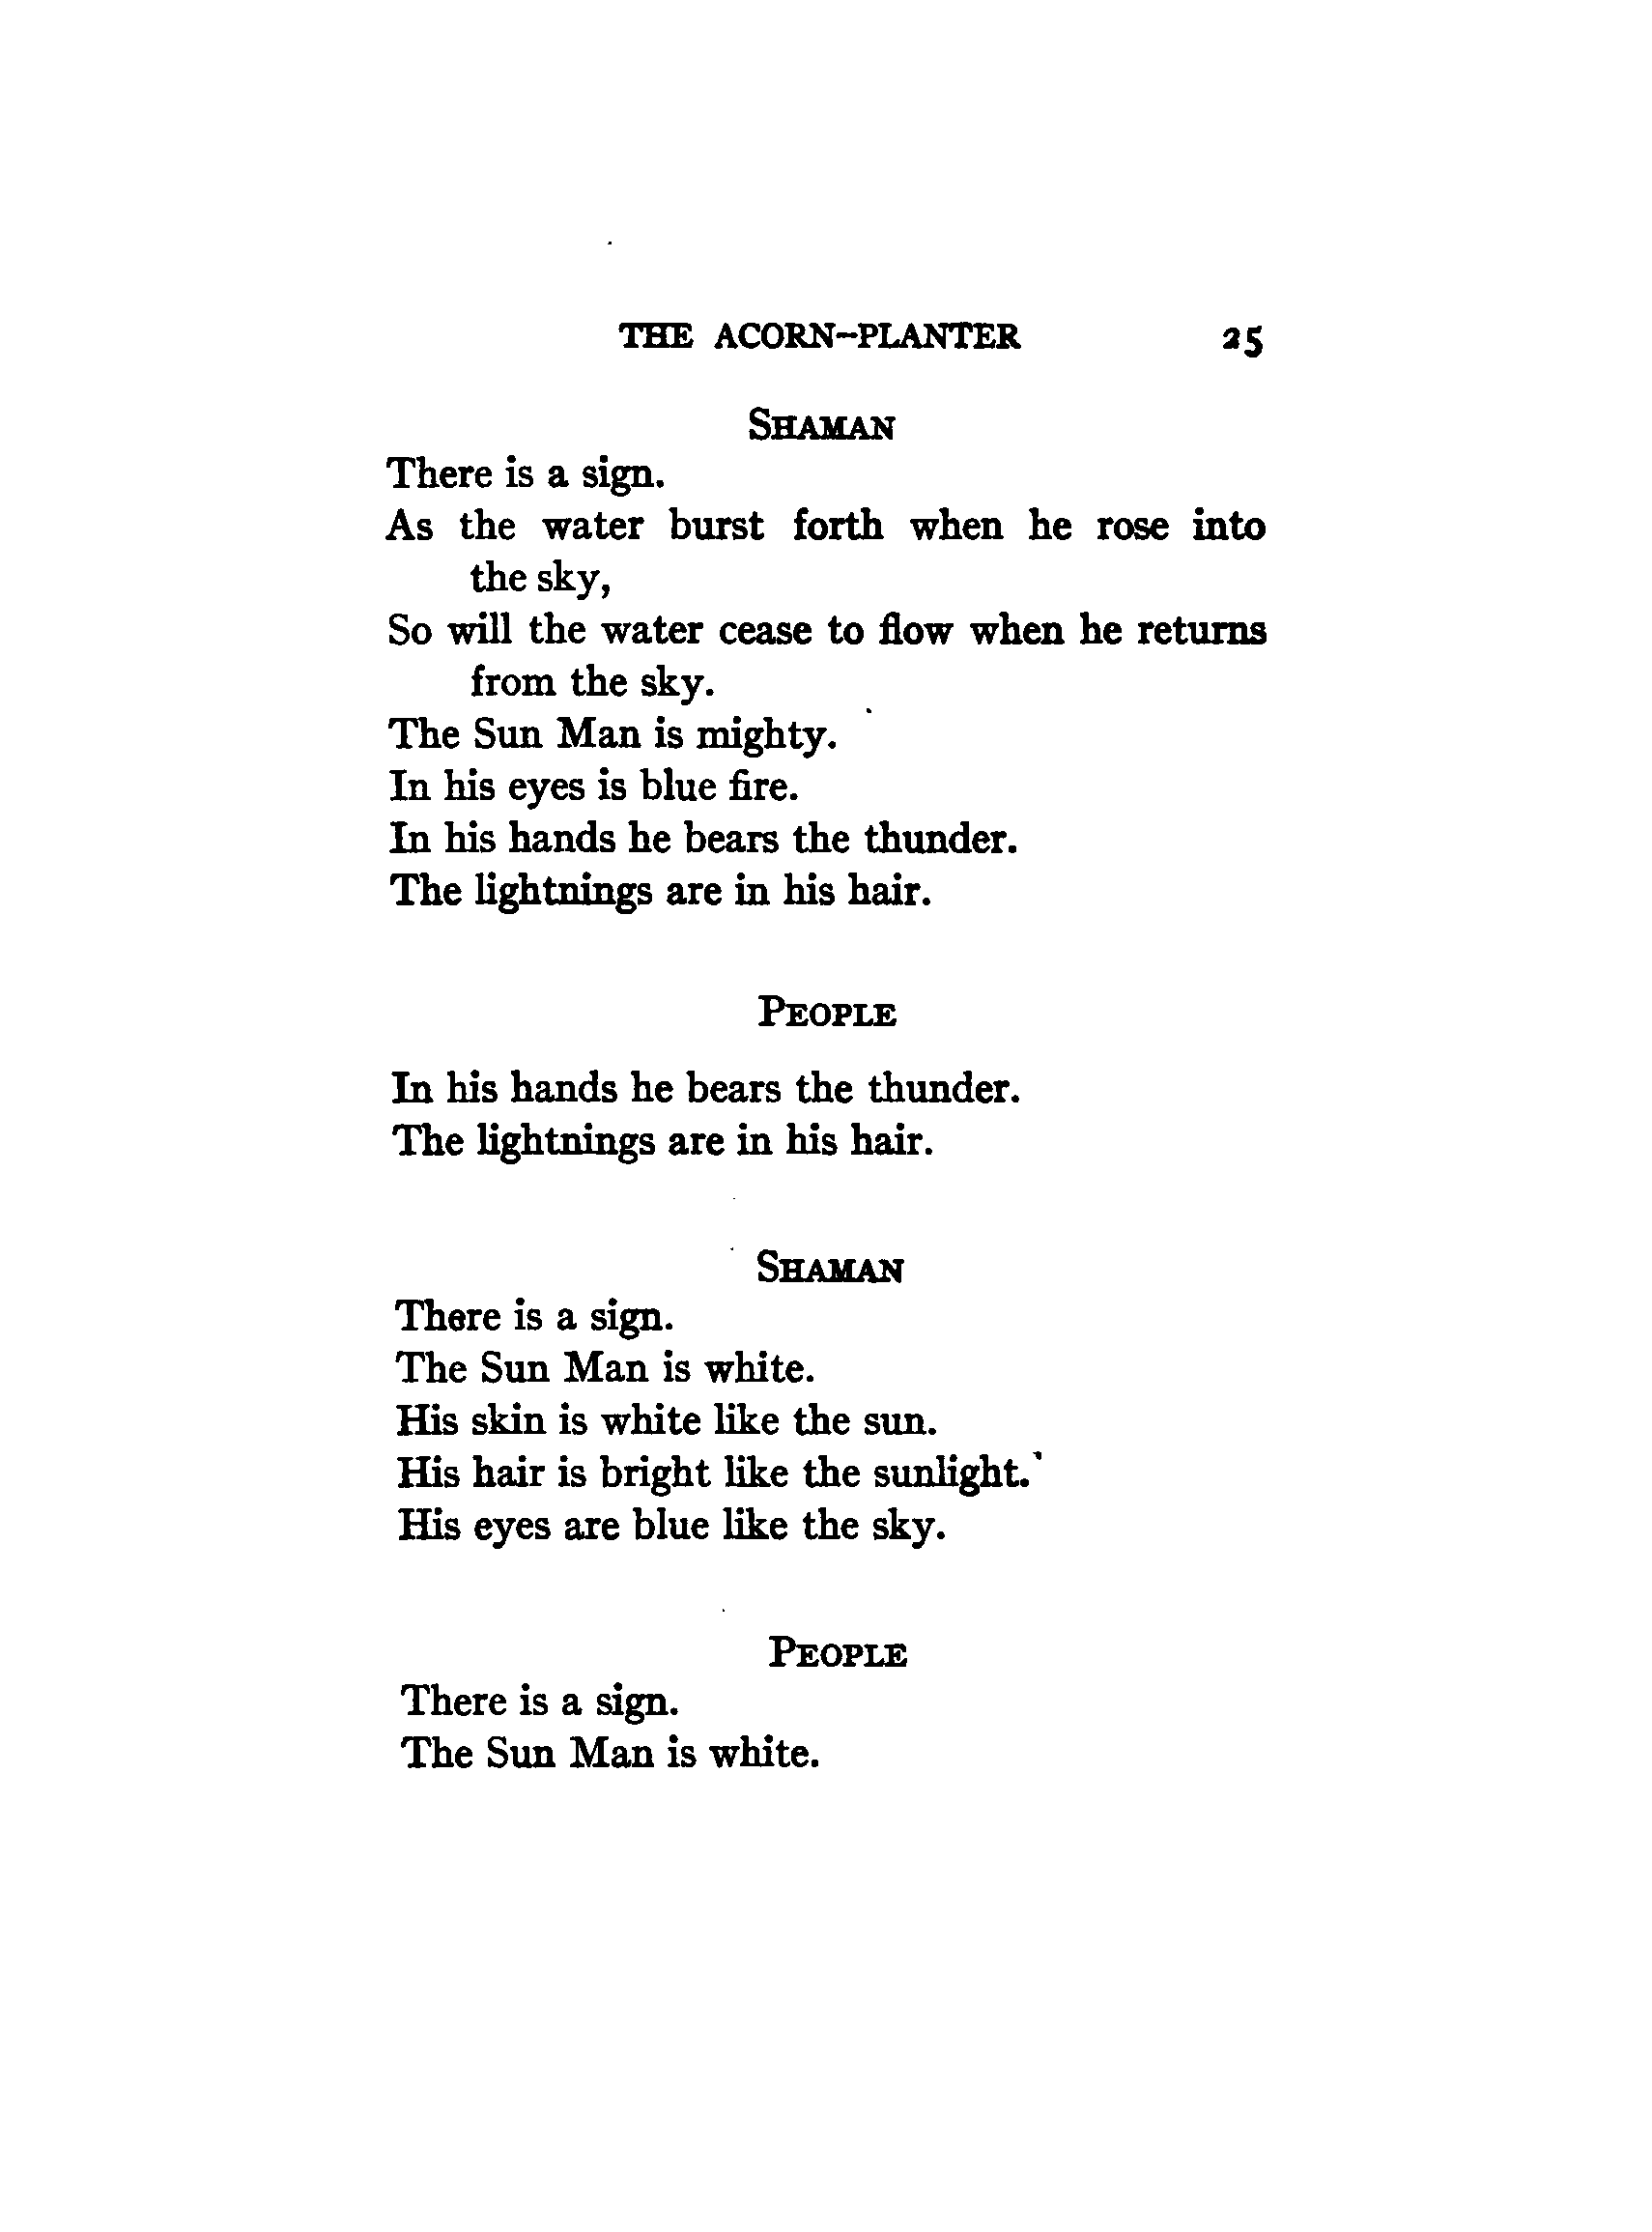 THE ACORN-PLANTER 25
SHAMAN
There is a sign.
As the water burst forth when he rose into
the sky,
So will the water cease to flow when he returns
from the sky.
The Sun Man is mighty.
In his eyes is blue fire.
In his hands he bears the thunder.
The lightnings are in his hair.
PEOPLE
In his hands he bears the thunder.
The lightnings are in his hair.
SHAMAN
There is a sign.
The Sun Man is white.
His skin is white like the sun.
His hair is bright like the sunlight.
His eyes are blue like the sky.
PEOPLE
There is a sign.
The Sun Man is white.